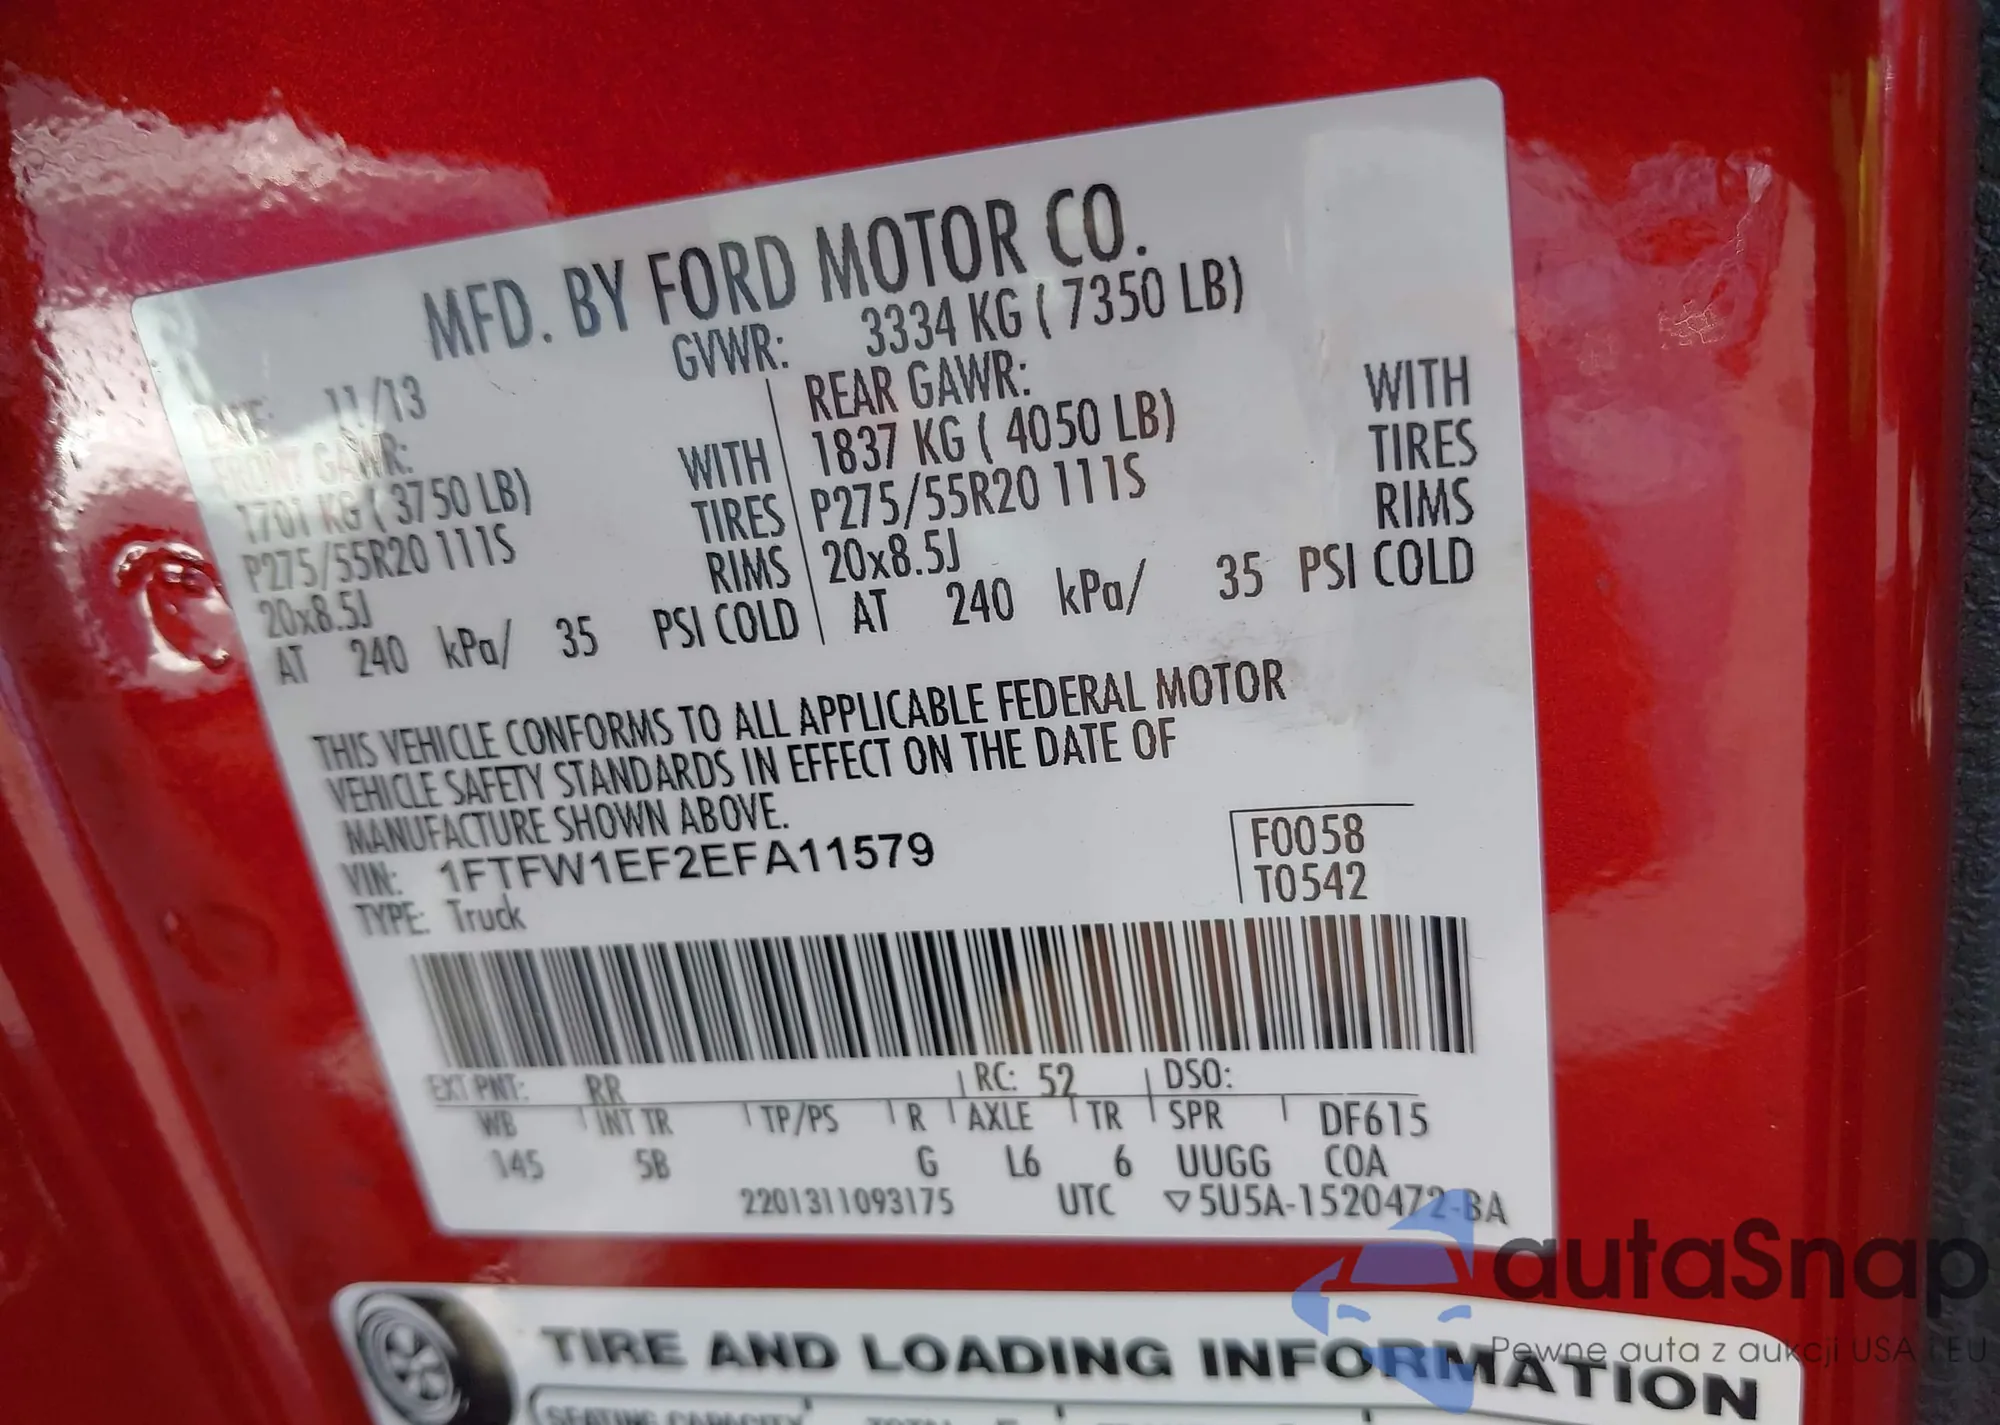 MFD. BY FORD MOTOR CO.
DATE: 11/13 GVWR: 3334 KG ( 7350 LB)
FRONT GAWR: REAR GAWR:
1701 KG ( 3750 LB) WITH 1837 KG ( 4050 LB) WITH
P275/55R20 111S TIRES P275/55R20 111S TIRES
20x8.5J RIMS 20x8.5J RIMS
AT 240 kPa/ 35 PSI COLD AT 240 kPa/ 35 PSI COLD
THIS VEHICLE CONFORMS TO ALL APPLICABLE FEDERAL MOTOR
VEHICLE SAFETY STANDARDS IN EFFECT ON THE DATE OF
MANUFACTURE SHOWN ABOVE.
VIN: 1FTFW1EF2EFA11579 F0058
TYPE: Truck T0542
EXT PNT: RR RC: 52 DSO:
WB INT TR TP/PS R AXLE TR SPR DF615
145 5B G L6 6 UUGG COA
2201311093175 UTC ▽5U5A-1520472-BA
TIRE AND LOADING INFORMATION
SEATING CAPACITY
autaSnap
Pewne auta z aukcji USA i EU